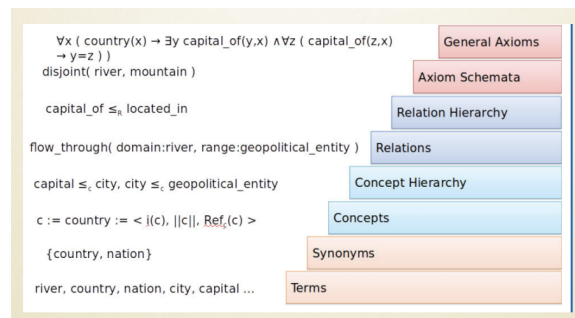 ∀x ( country(x) → ∃y capital_of(y,x) ∧∀z ( capital_of(z,x)
→ y=z ) )
General Axioms
disjoint( river, mountain )
Axiom Schemata
capital_of ≤R located_in
Relation Hierarchy
flow_through( domain:river, range:geopolitical_entity )
Relations
capital ≤c city, city ≤c geopolitical_entity
Concept Hierarchy
c := country := < i(c), ||c||, Refc(c) >
Concepts
{country, nation}
Synonyms
river, country, nation, city, capital ...
Terms